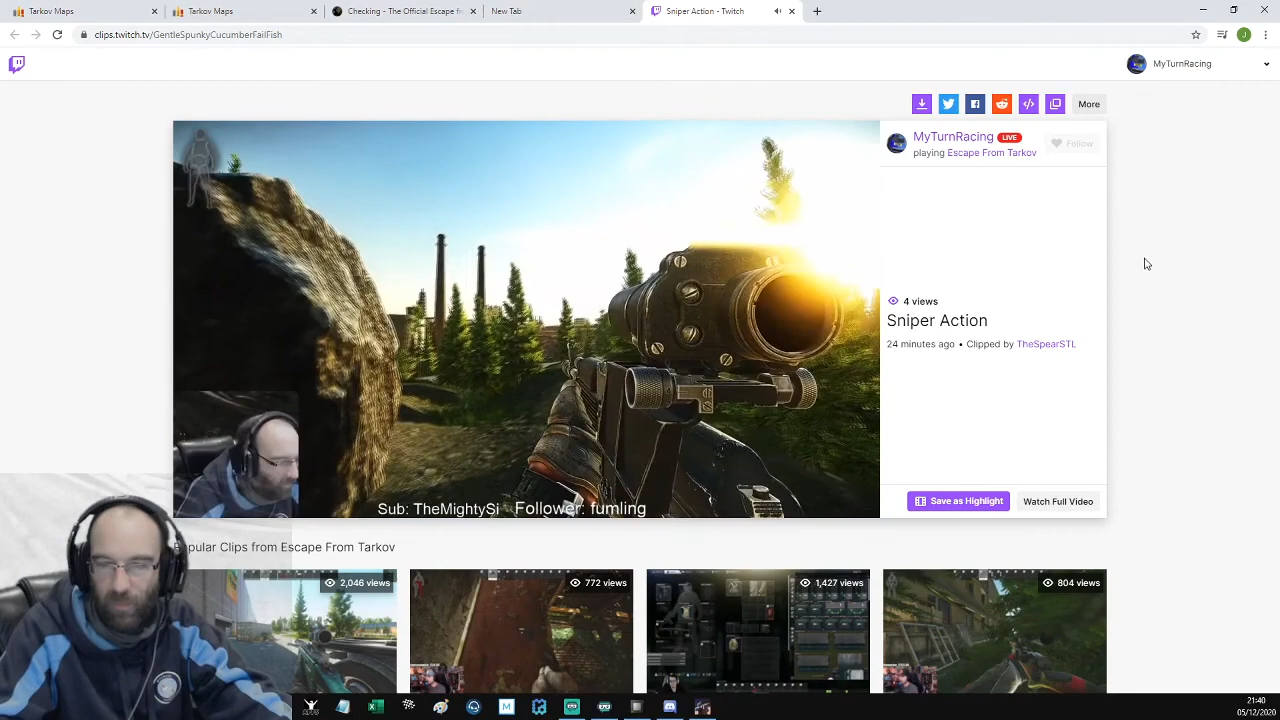 Tarkov Maps
Tarkov Maps
Checking - The Official Escape f
New Tab
Sniper Action - Twitch
clips.twitch.tv/GentleSpunkyCucumberFailFish
J
MyTurnRacing
More
MyTurnRacing LIVE
playing Escape From Tarkov
Follow
4 views
Sniper Action
24 minutes ago • Clipped by TheSpearSTL
Sub: TheMightySi Follower: fumling
Save as Highlight
Watch Full Video
pular Clips from Escape From Tarkov
2,046 views
772 views
1,427 views
804 views
21:40
05/12/2020